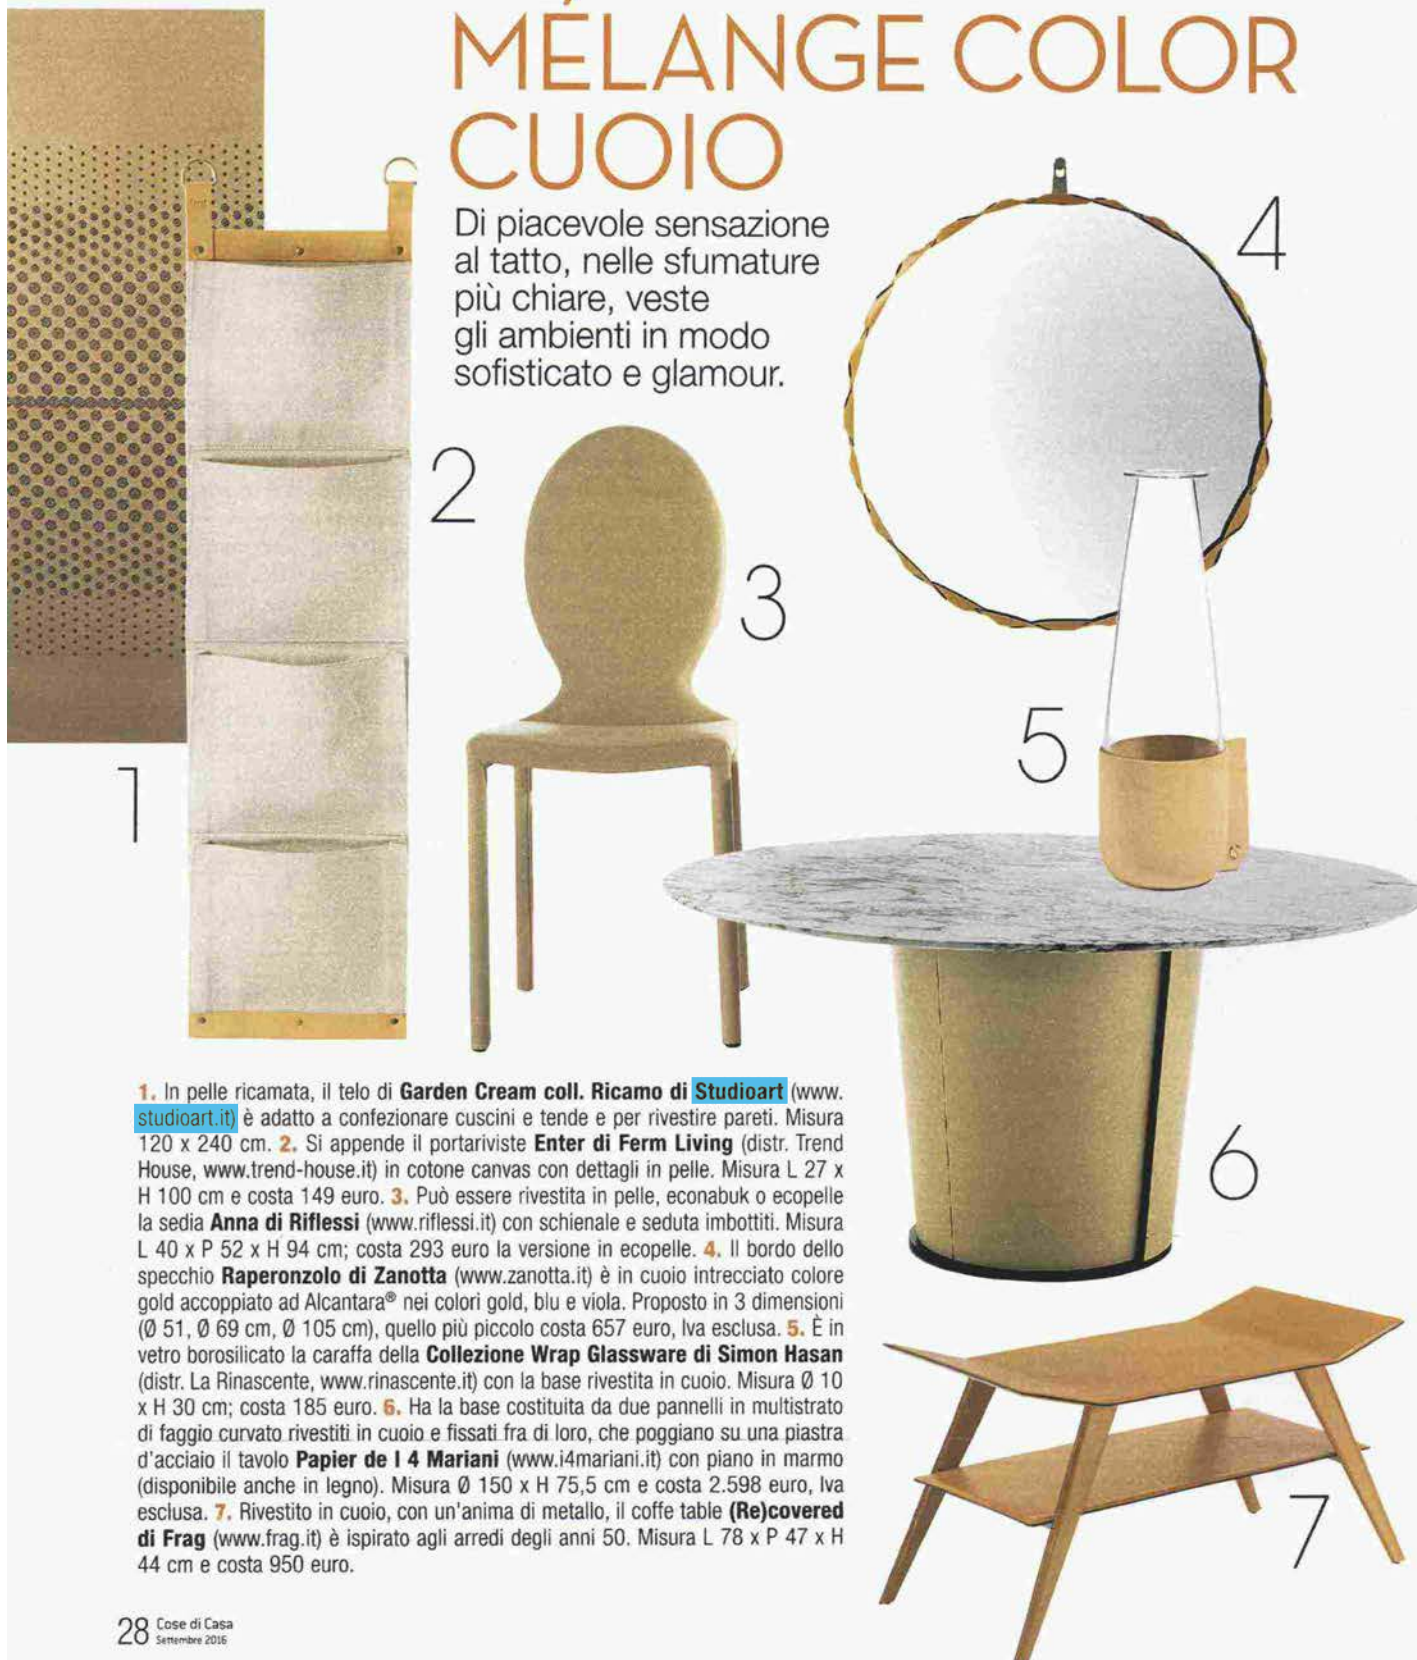 MÉLANGE COLOR
CUOIO
Di piacevole sensazione
al tatto, nelle sfumature
più chiare, veste
gli ambienti in modo
sofisticato e glamour.
1
2
3
4
5
6
7
1. In pelle ricamata, il telo di Garden Cream coll. Ricamo di Studioart (www.
studioart.it) è adatto a confezionare cuscini e tende e per rivestire pareti. Misura
120 x 240 cm. 2. Si appende il portariviste Enter di Ferm Living (distr. Trend
House, www.trend-house.it) in cotone canvas con dettagli in pelle. Misura L 27 x
H 100 cm e costa 149 euro. 3. Può essere rivestita in pelle, econabuk o ecopelle
la sedia Anna di Riflessi (www.riflessi.it) con schienale e seduta imbottiti. Misura
L 40 x P 52 x H 94 cm; costa 293 euro la versione in ecopelle. 4. Il bordo dello
specchio Raperonzolo di Zanotta (www.zanotta.it) è in cuoio intrecciato colore
gold accoppiato ad Alcantara® nei colori gold, blu e viola. Proposto in 3 dimensioni
(Ø 51, Ø 69 cm, Ø 105 cm), quello più piccolo costa 657 euro, Iva esclusa. 5. È in
vetro borosilicato la caraffa della Collezione Wrap Glassware di Simon Hasan
(distr. La Rinascente, www.rinascente.it) con la base rivestita in cuoio. Misura Ø 10
x H 30 cm; costa 185 euro. 6. Ha la base costituita da due pannelli in multistrato
di faggio curvato rivestiti in cuoio e fissati fra di loro, che poggiano su una piastra
d'acciaio il tavolo Papier de I 4 Mariani (www.i4mariani.it) con piano in marmo
(disponibile anche in legno). Misura Ø 150 x H 75,5 cm e costa 2.598 euro, Iva
esclusa. 7. Rivestito in cuoio, con un'anima di metallo, il coffe table (Re)covered
di Frag (www.frag.it) è ispirato agli arredi degli anni 50. Misura L 78 x P 47 x H
44 cm e costa 950 euro.
28 Cose di Casa
Settembre 2016